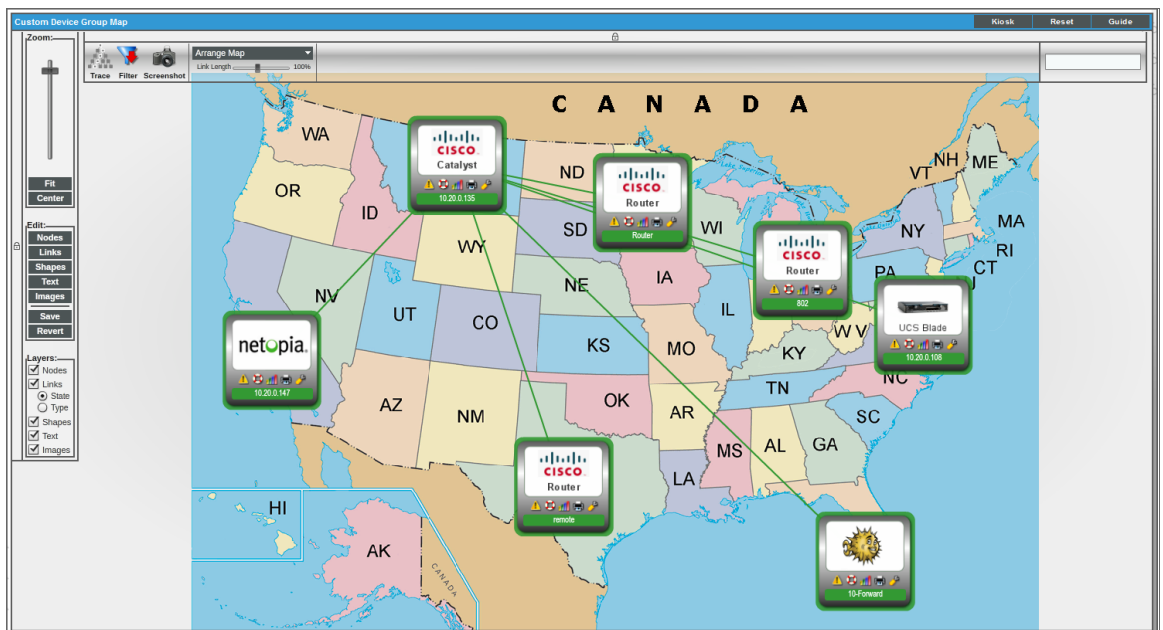 Custom Device Group Map
Kiosk
Reset
Guide
Zoom:
Trace
Filter
Screenshot
Arrange Map
Link Length
100%
Fit
Center
Edit:
Nodes
Links
Shapes
Text
Images
Save
Revert
Layers:
Nodes
Links
State
Type
Shapes
Text
Images
CANADA
WA
OR
ID
NV
UT
AZ
WY
CO
NM
ND
SD
NE
KS
OK
IA
MO
AR
LA
WI
IL
KY
TN
MS
AL
GA
SC
NC
WV
PA
NY
VT
NH
ME
MA
RI
CT
J
HI
AK
CANADA
Lake Superior
CISCO
Catalyst
10.20.0.135
CISCO
Router
Router
CISCO
Router
802
UCS Blade
10.20.0.108
netopia.
10.20.0.147
CISCO
Router
remote
10-Forward